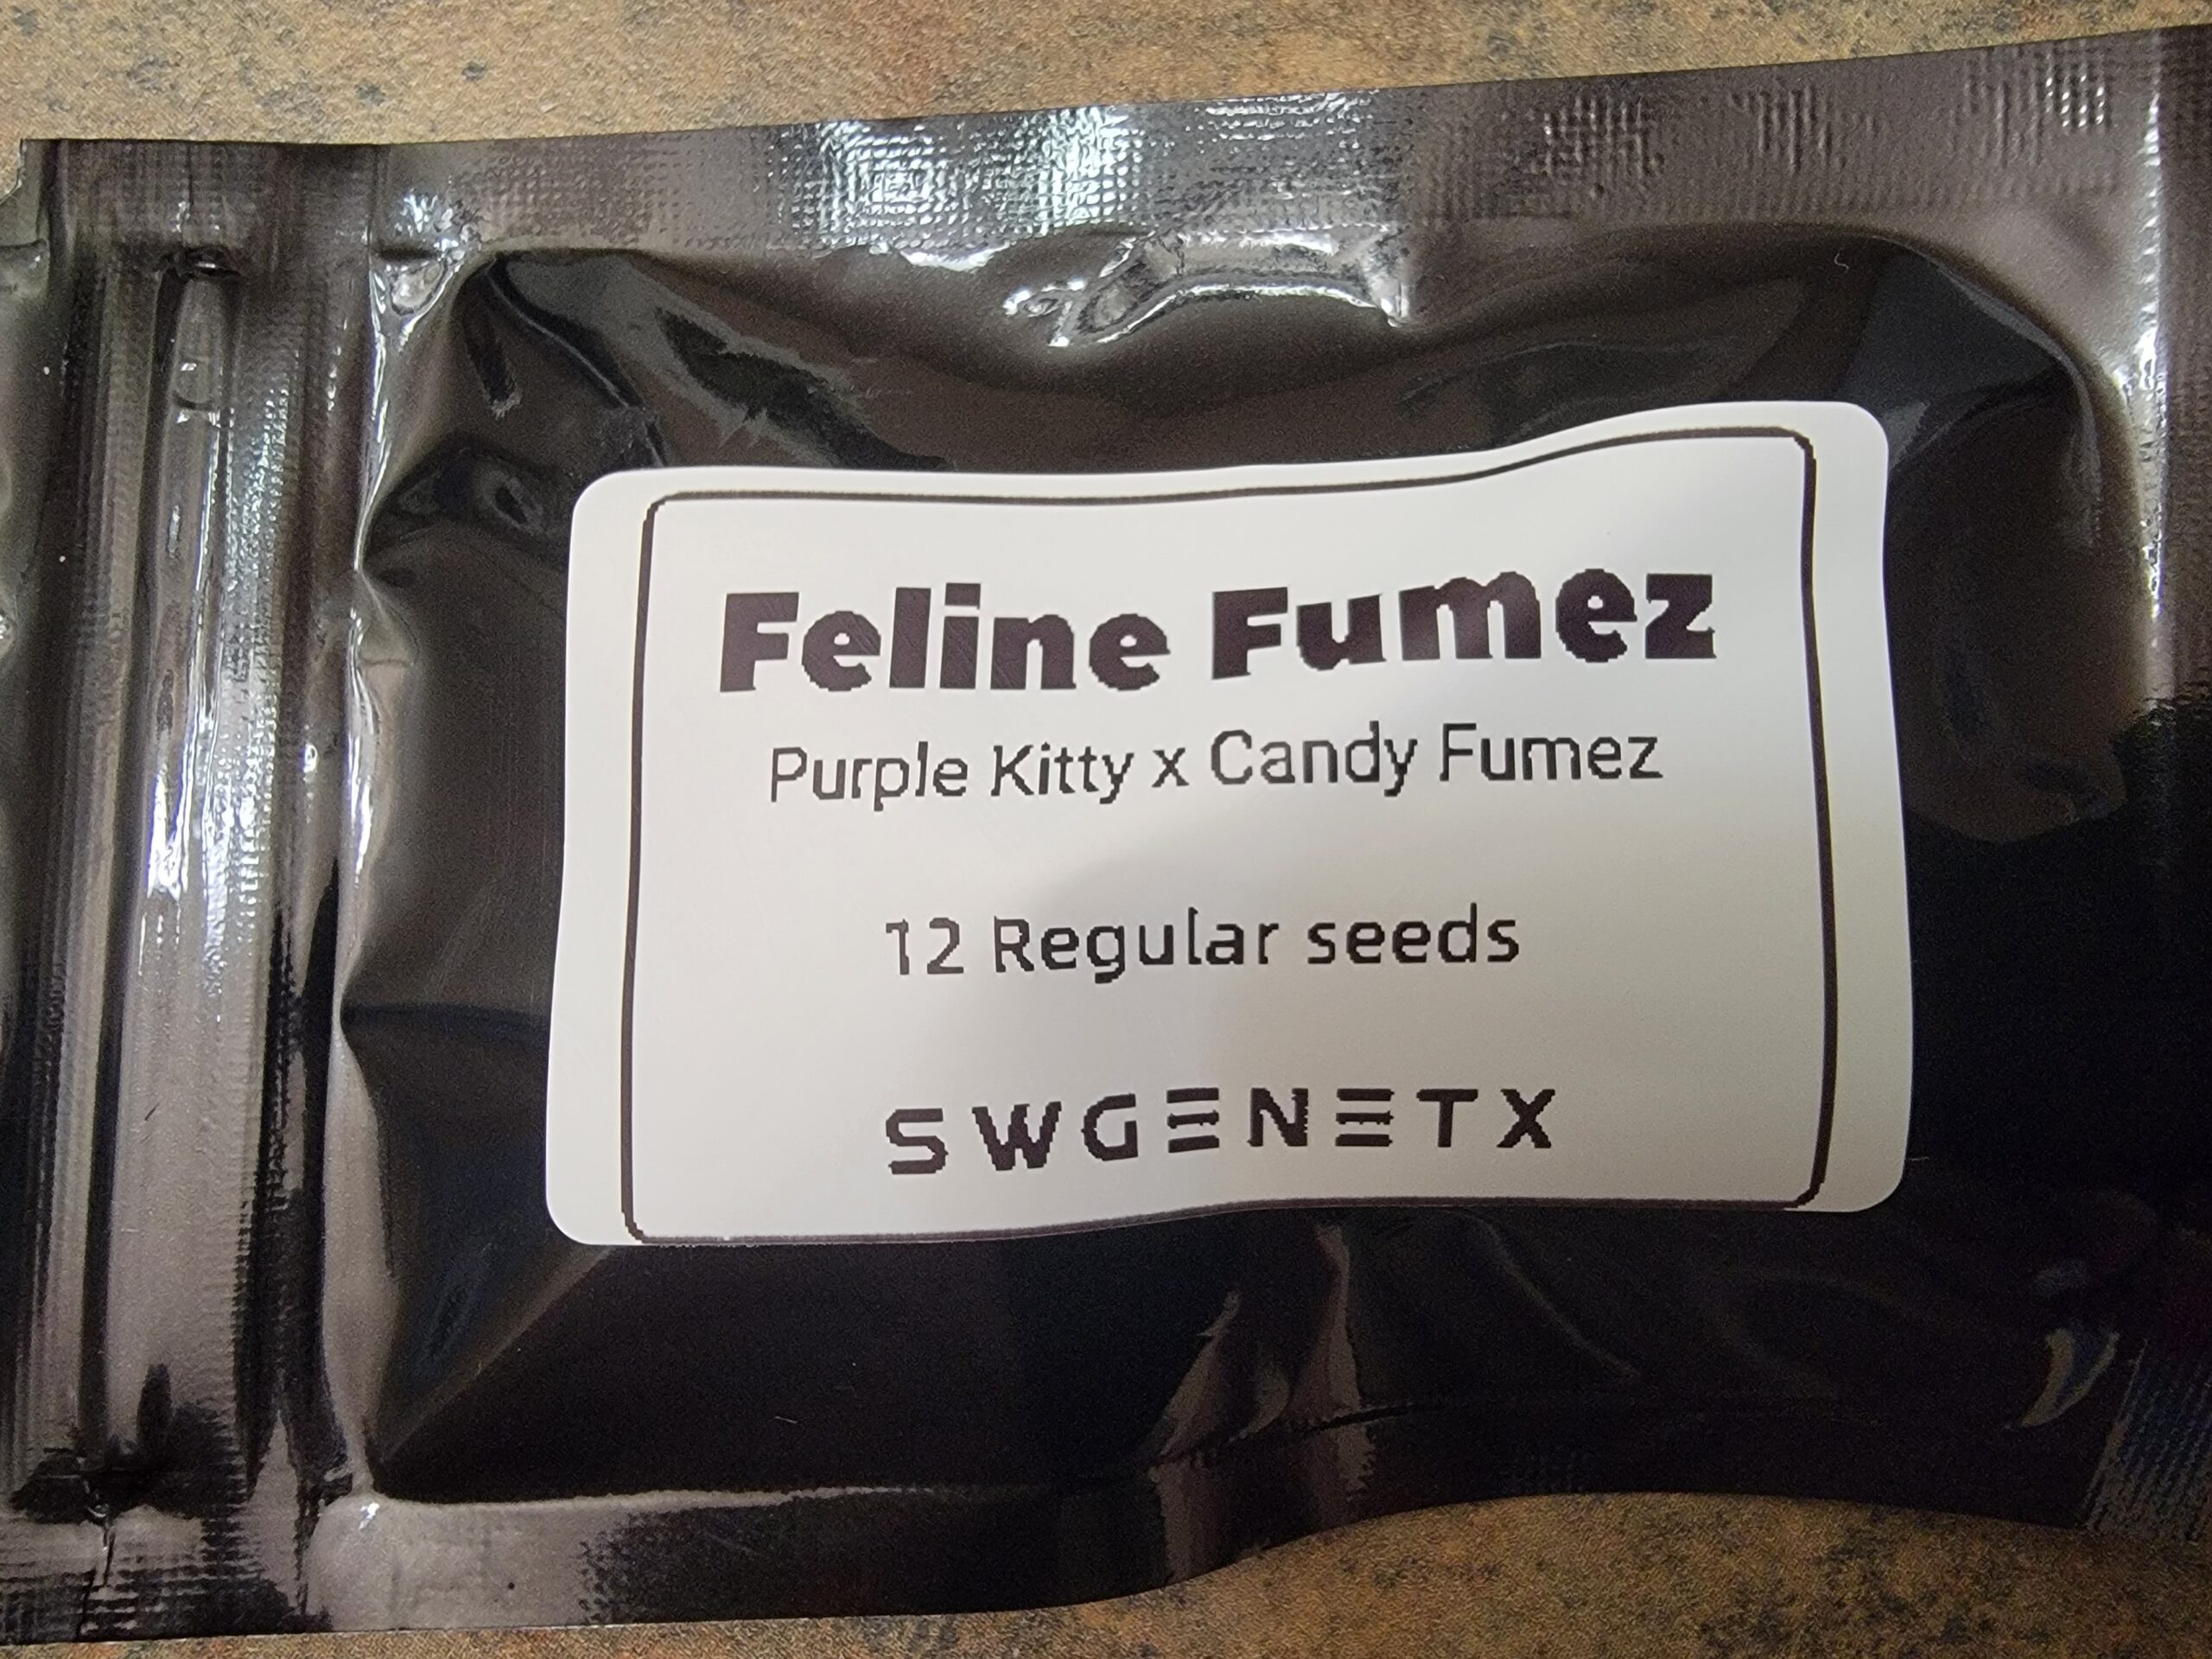 Feline Fumez
Purple Kitty x Candy Fumez
12 Regular seeds
SWGENETX